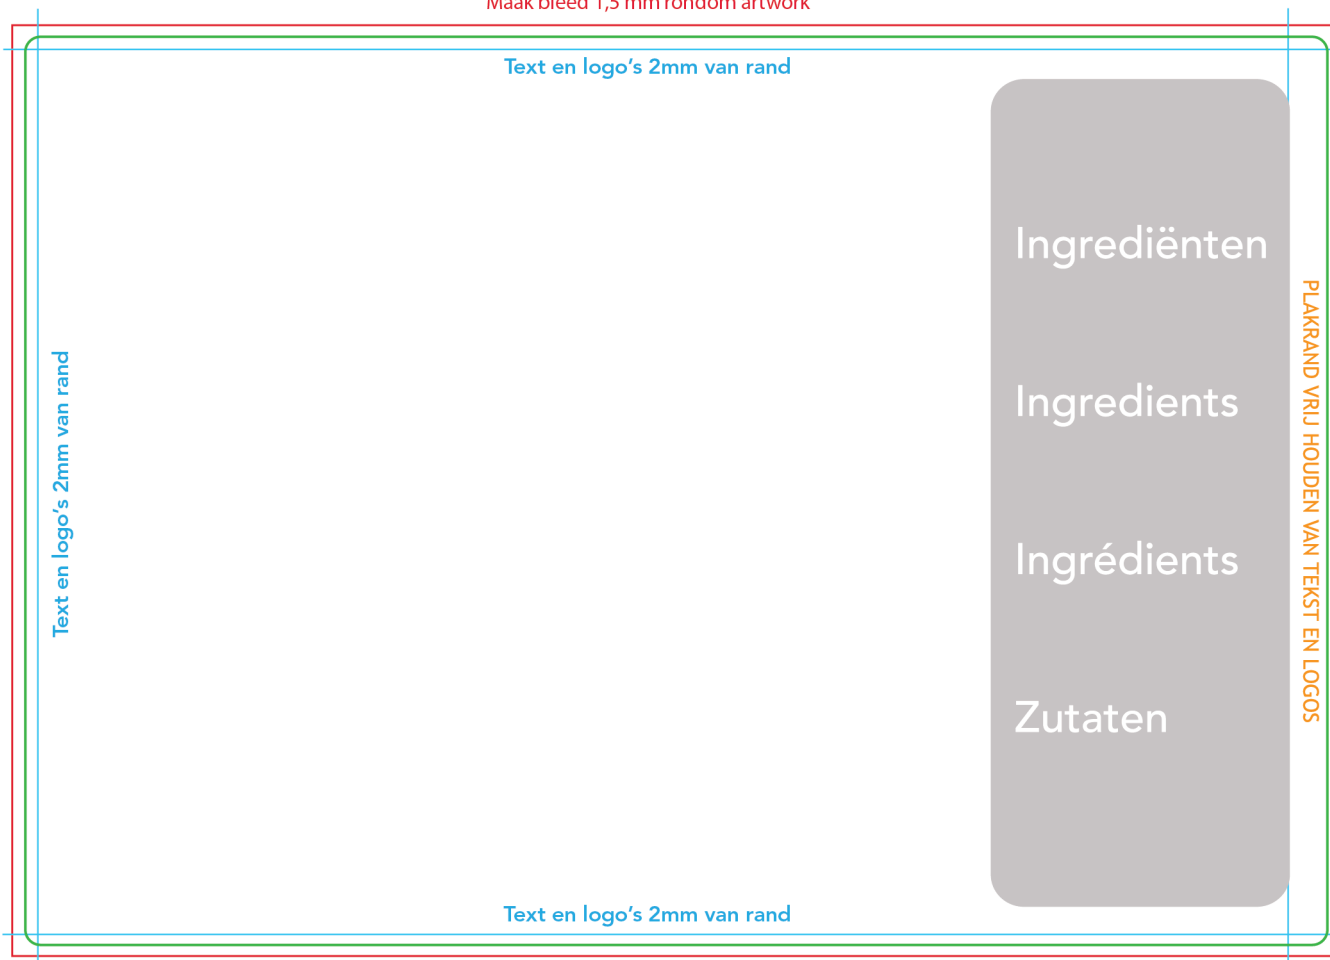 Maak bleed 1,5 mm rondom artwork
Text en logo’s 2mm van rand
Ingrediënten
Ingredients
Ingrédients
Zutaten
PLAKRAND VRIJ HOUDEN VAN TEKST EN LOGOS
Text en logo’s 2mm van rand
Text en logo’s 2mm van rand